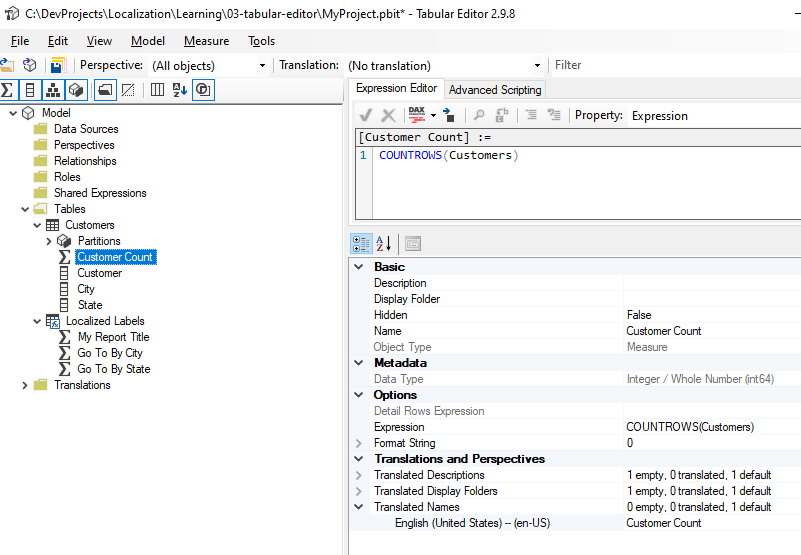 C:\DevProjects\Localization\Learning\03-tabular-editor\MyProject.pbit* - Tabular Editor 2.9.8
File Edit View Model Measure Tools
Perspective: (All objects) Translation: (No translation) Filter
Expression Editor Advanced Scripting
DAX Property: Expression
[Customer Count] :=
1 COUNTROWS(Customers)
Model
Data Sources
Perspectives
Relationships
Roles
Shared Expressions
Tables
Customers
Partitions
Customer Count
Customer
City
State
Localized Labels
My Report Title
Go To By City
Go To By State
Translations
Basic
Description
Display Folder
Hidden False
Name Customer Count
Object Type Measure
Metadata
Data Type Integer / Whole Number (int64)
Options
Detail Rows Expression
Expression COUNTROWS(Customers)
Format String 0
Translations and Perspectives
Translated Descriptions 1 empty, 0 translated, 1 default
Translated Display Folders 1 empty, 0 translated, 1 default
Translated Names 0 empty, 0 translated, 1 default
English (United States) -- (en-US) Customer Count